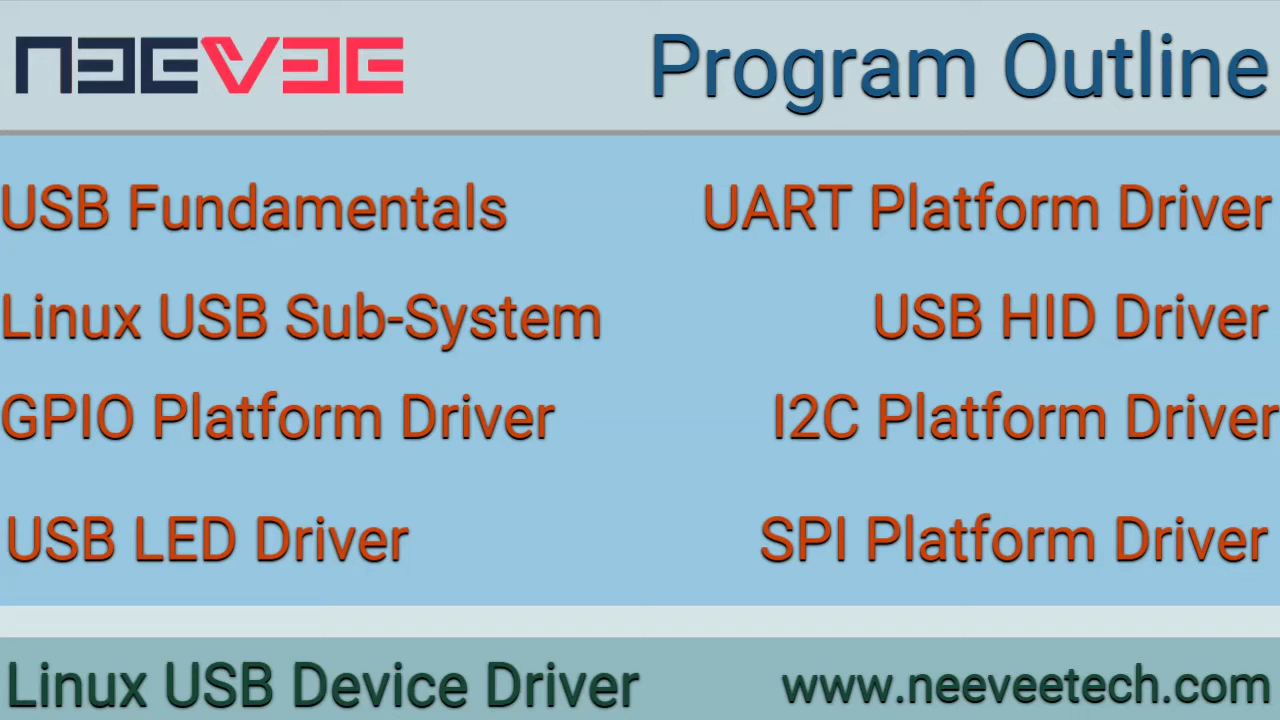 NEEVEE
Program Outline
USB Fundamentals
UART Platform Driver
Linux USB Sub-System
USB HID Driver
GPIO Platform Driver
I2C Platform Driver
USB LED Driver
SPI Platform Driver
Linux USB Device Driver
www.neeveetech.com